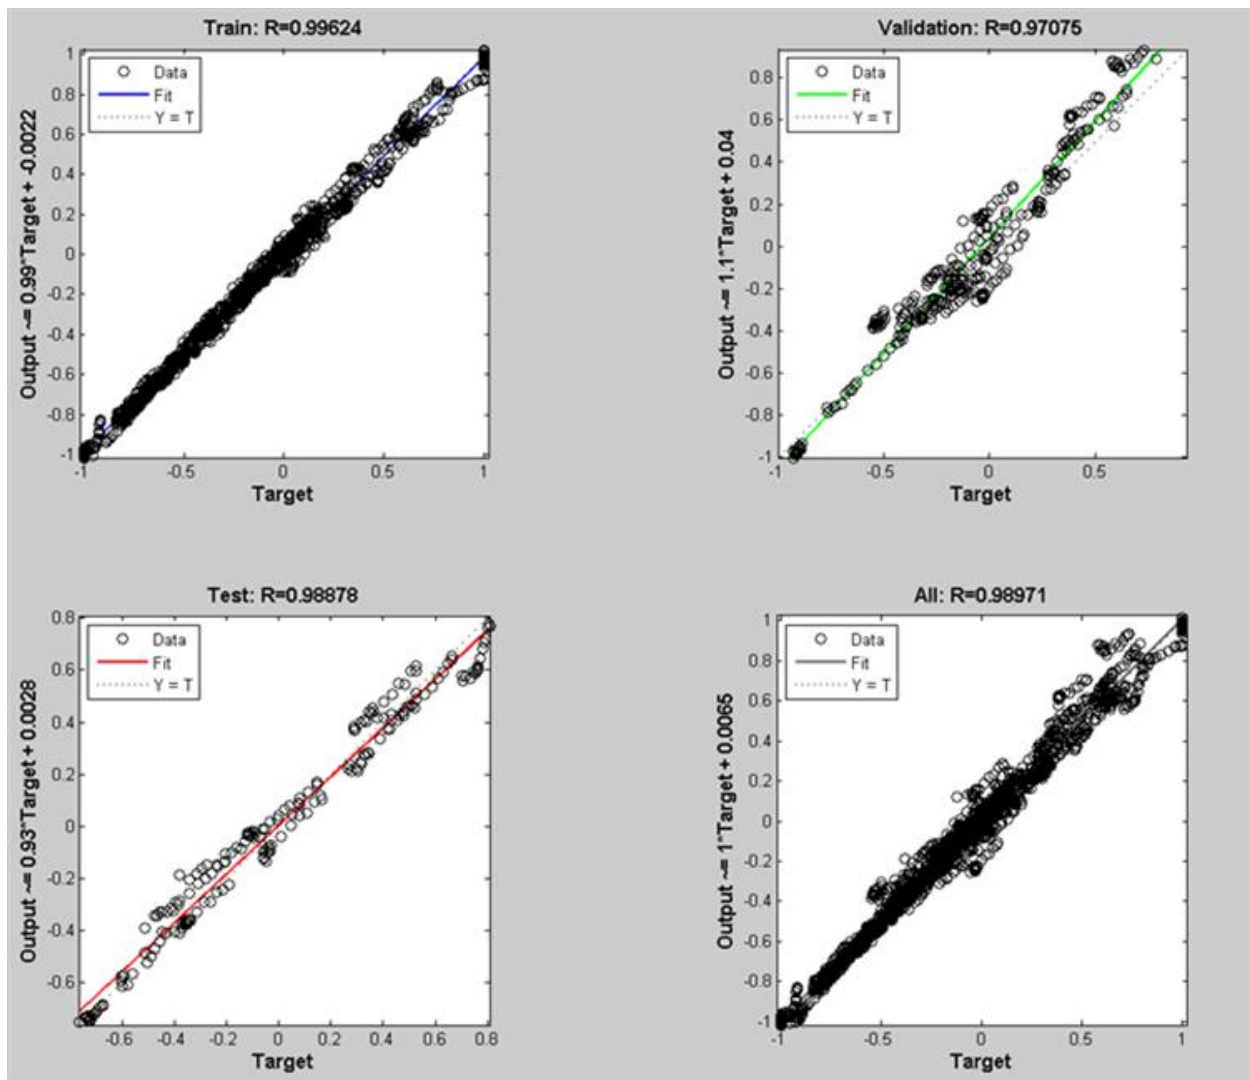 Train: R=0.99624
Data
Fit
Y = T
1
0.8
0.6
0.4
0.2
0
-0.2
-0.4
-0.6
-0.8
-1
Output ~= 0.99*Target + -0.0022
-1
-0.5
0
0.5
1
Target
Validation: R=0.97075
Data
Fit
Y = T
0.8
0.6
0.4
0.2
0
-0.2
-0.4
-0.6
-0.8
-1
Output ~= 1.1*Target + 0.04
-1
-0.5
0
0.5
Target
Test: R=0.98878
Data
Fit
Y = T
0.8
0.6
0.4
0.2
0
-0.2
-0.4
-0.6
Output ~= 0.93*Target + 0.0028
-0.6
-0.4
-0.2
0
0.2
0.4
0.6
0.8
Target
All: R=0.98971
Data
Fit
Y = T
1
0.8
0.6
0.4
0.2
0
-0.2
-0.4
-0.6
-0.8
-1
Output ~= 1*Target + 0.0065
-1
-0.5
0
0.5
1
Target